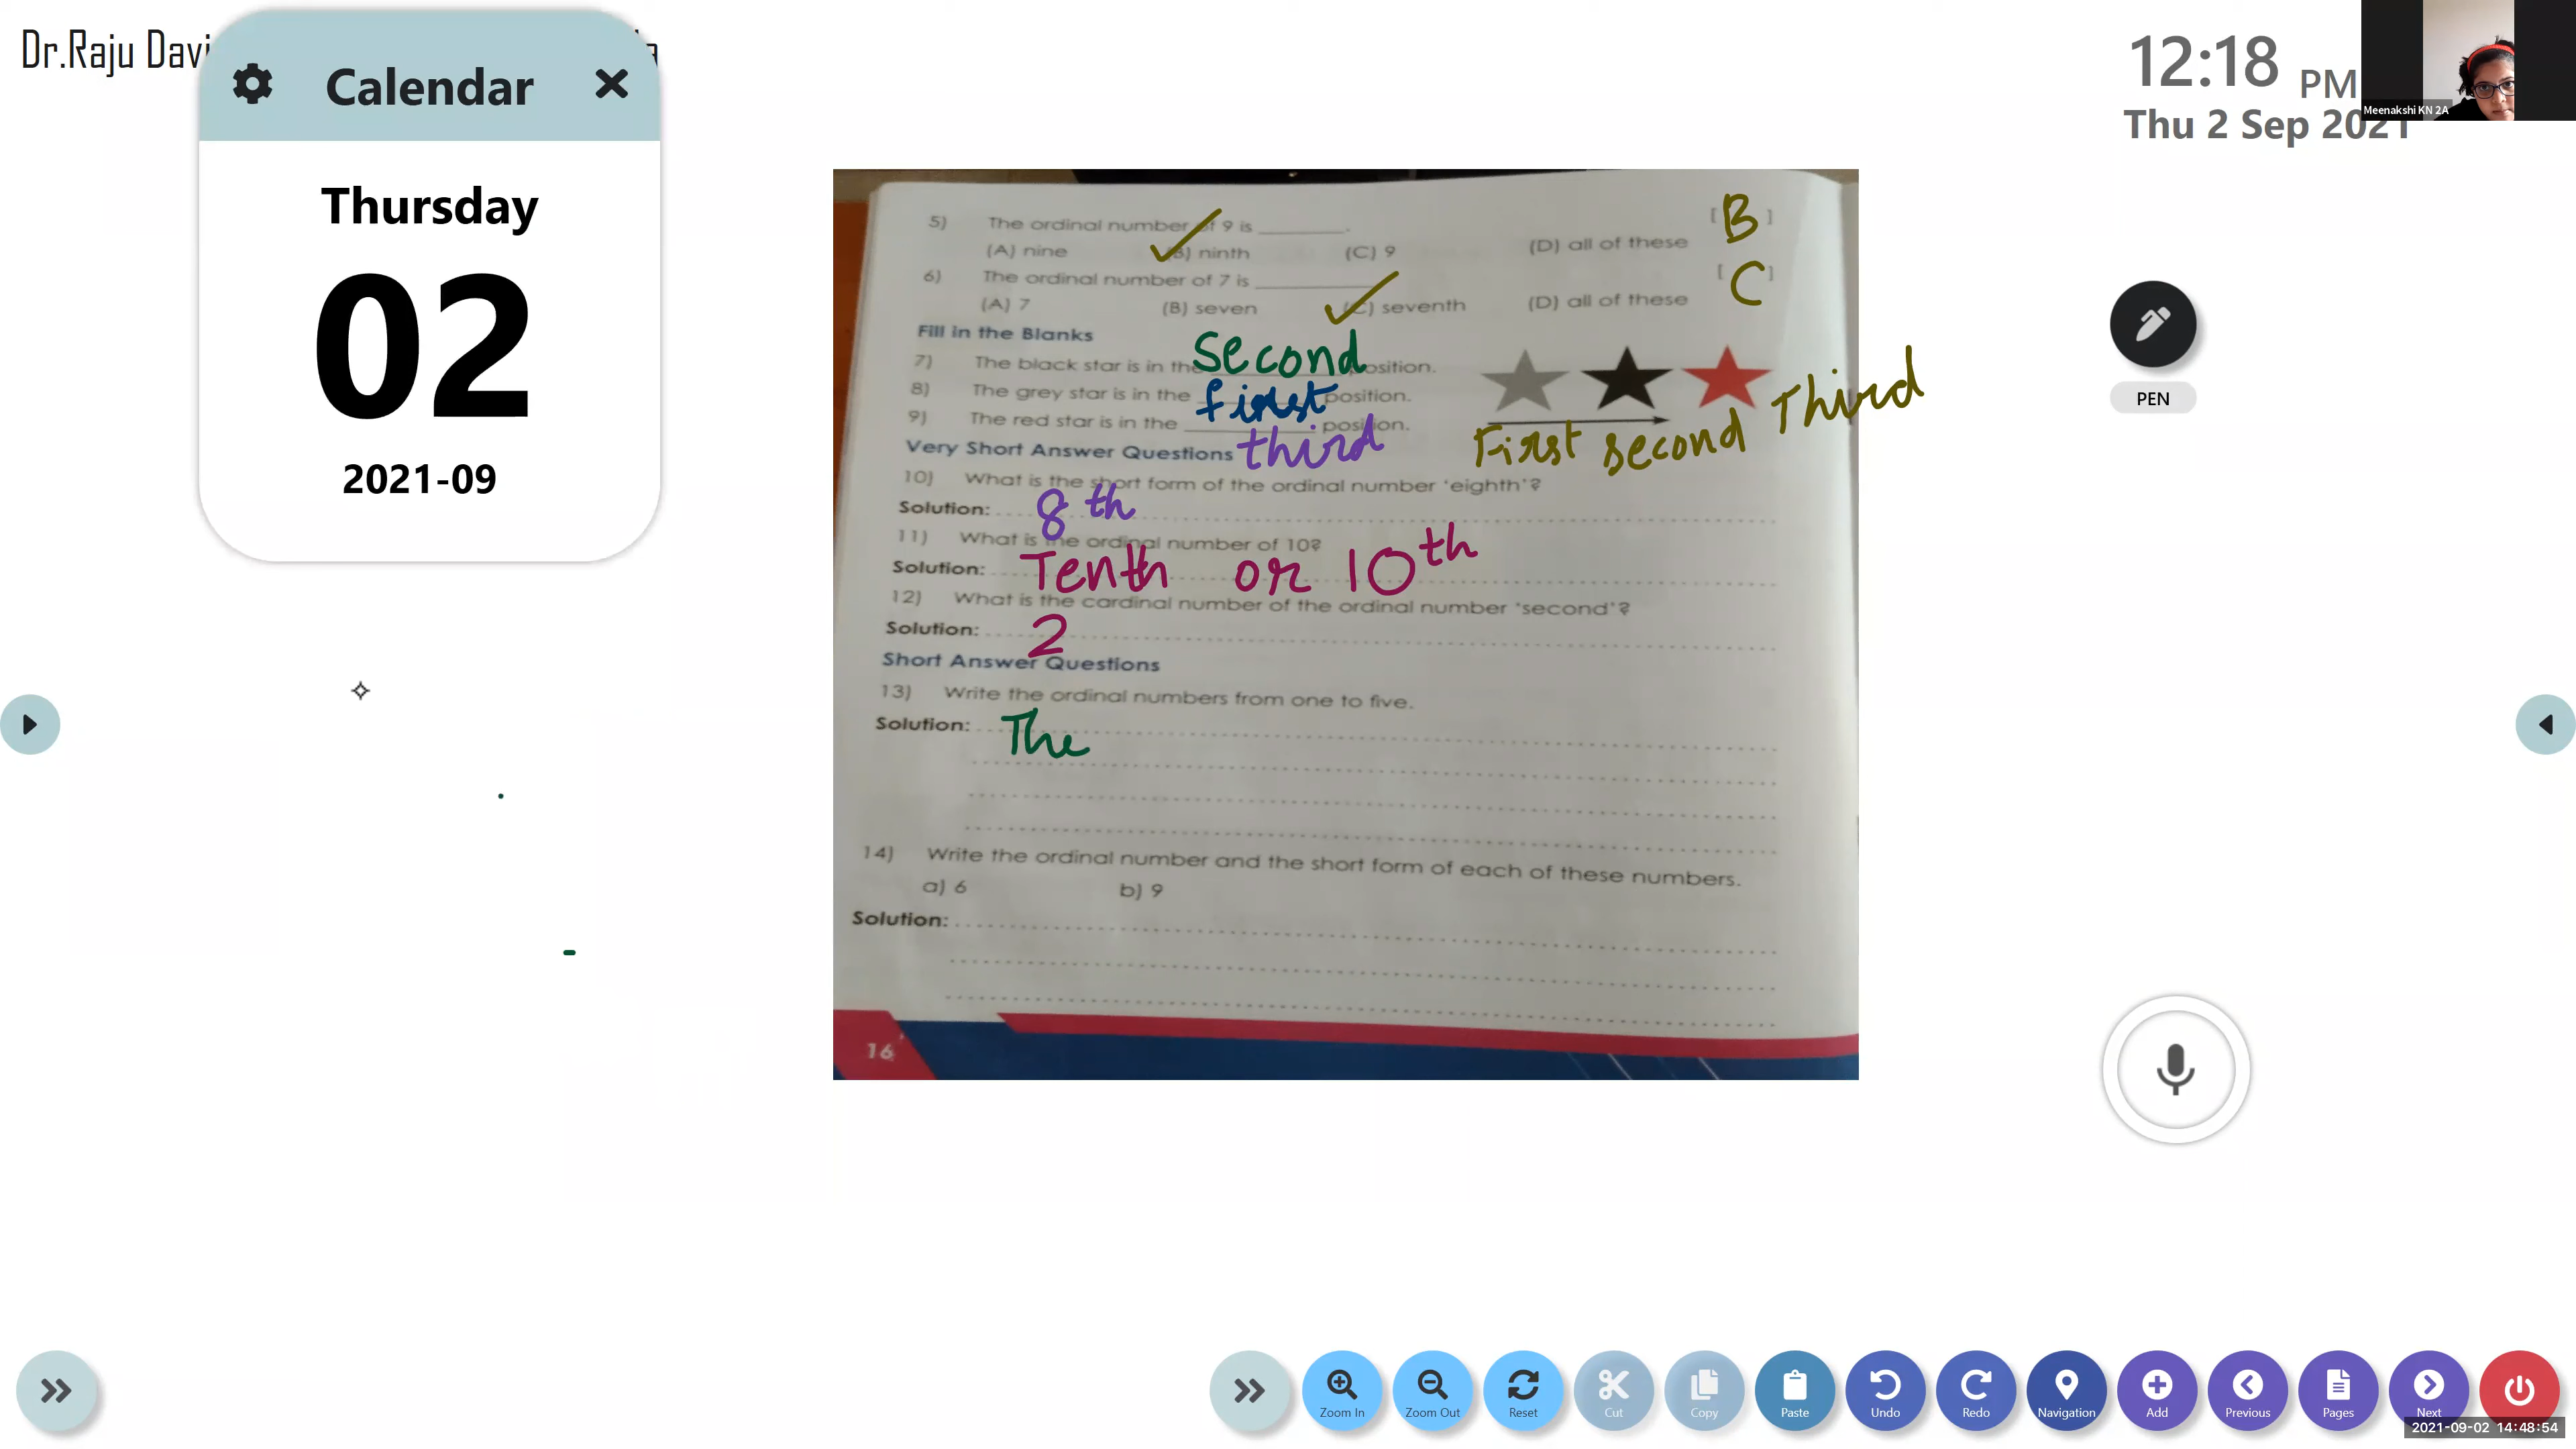 Dr.Raju Davi
Calendar
Thursday
02
2021-09
12:18 PM
Thu 2 Sep 2021
Meenakshi KN 2A
PEN
5) The ordinal number of 9 is ________. [ B ]
(A) nine (B) ninth (C) 9 (D) all of these
6) The ordinal number of 7 is ________ [ C ]
(A) 7 (B) seven (C) seventh (D) all of these
Fill in the Blanks
7) The black star is in the second position.
8) The grey star is in the first position.
9) The red star is in the third position.
First second Third
Very Short Answer Questions
10) What is the short form of the ordinal number 'eighth'?
Solution: 8th
11) What is the ordinal number of 10?
Solution: Tenth or 10th
12) What is the cardinal number of the ordinal number 'second'?
Solution: 2
Short Answer Questions
13) Write the ordinal numbers from one to five.
Solution: The
14) Write the ordinal number and the short form of each of these numbers.
a) 6 b) 9
Solution:
16
Zoom In Zoom Out Reset Cut Copy Paste Undo Redo Navigation Add Previous Pages Next
2021-09-02 14:48:54